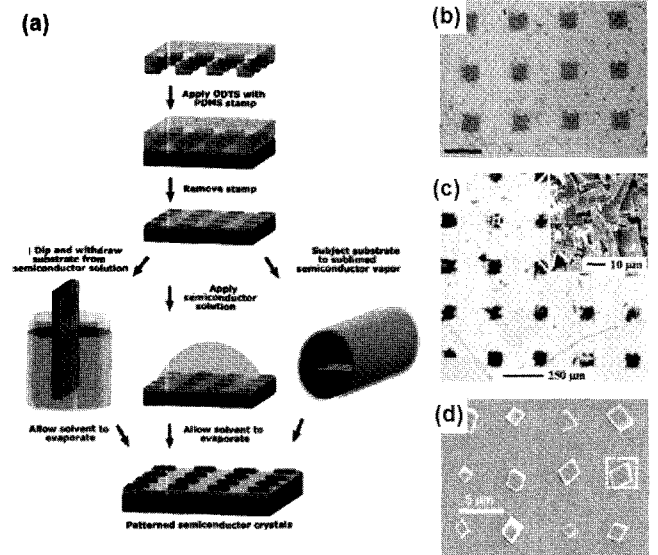 (a)
Apply ODTS with
PDMS stamp
Remove stamp
Dip and withdraw
substrate from
semiconductor solution
Apply
semiconductor
solution
Subject substrate
to sublimed
semiconductor vapor
Allow solvent to
evaporate
Allow solvent to
evaporate
Patterned semiconductor crystals
(b)
(c)
10 μm
250 μm
(d)
5 μm